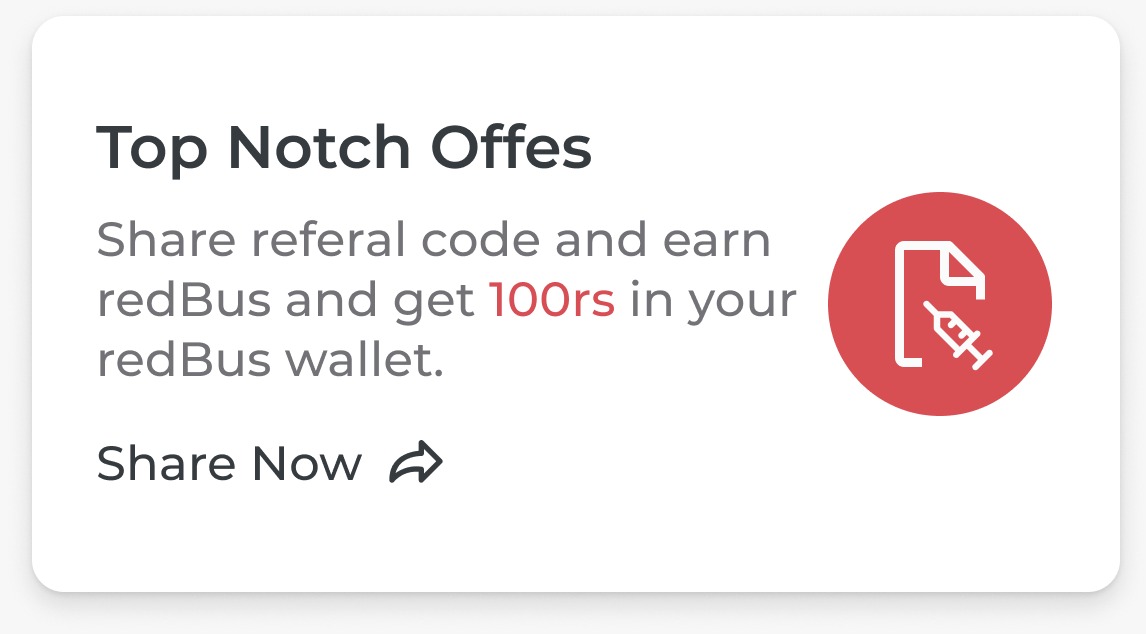 Top Notch Offes
Share referal code and earn
redBus and get 100rs in your
redBus wallet.
Share Now